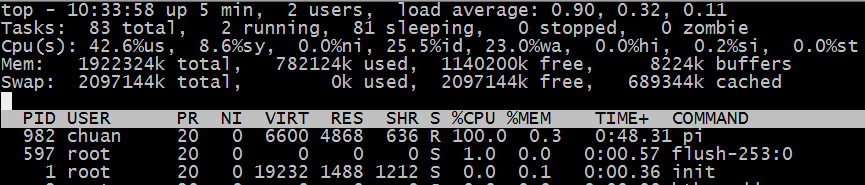 top - 10:33:58 up 5 min,  2 users,  load average: 0.90, 0.32, 0.11
Tasks:  83 total,   2 running,  81 sleeping,   0 stopped,   0 zombie
Cpu(s): 42.6%us,  8.6%sy,  0.0%ni, 25.5%id, 23.0%wa,  0.0%hi,  0.2%si,  0.0%st
Mem:   1922324k total,   782124k used,  1140200k free,     8224k buffers
Swap:  2097144k total,        0k used,  2097144k free,   689344k cached
PID USER      PR  NI  VIRT  RES  SHR S %CPU %MEM    TIME+  COMMAND
982 chuan     20   0  6600 4868  636 R 100.0  0.3   0:48.31 pi
597 root      20   0     0    0    0 S  1.0  0.0   0:00.57 flush-253:0
1 root      20   0 19232 1488 1212 S  0.0  0.1   0:00.36 init